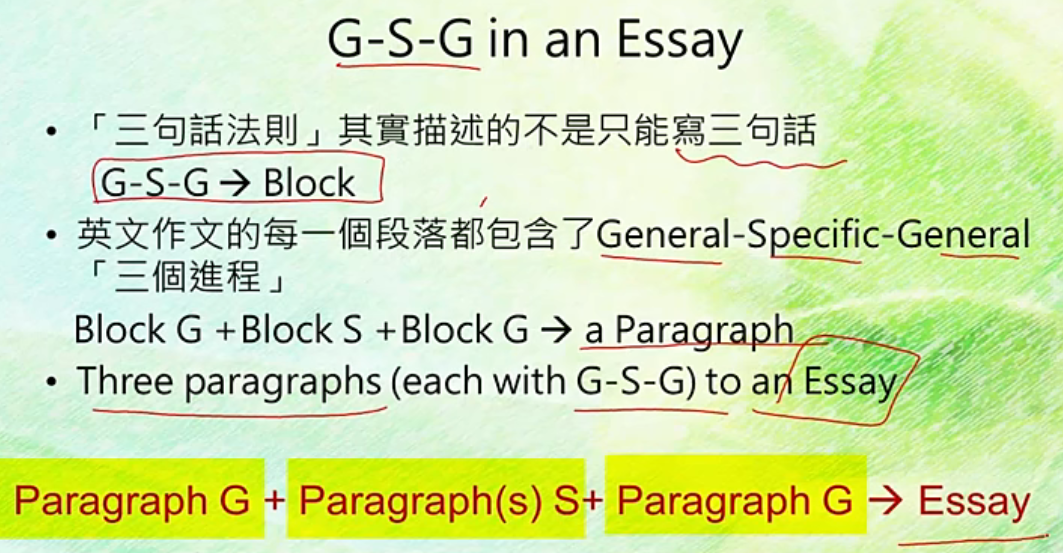 G-S-G in an Essay
• 「三句話法則」其實描述的不是只能寫三句話
G-S-G → Block
• 英文作文的每一個段落都包含了General-Specific-General
「三個進程」
Block G +Block S +Block G → a Paragraph
• Three paragraphs (each with G-S-G) to an Essay
Paragraph G + Paragraph(s) S+ Paragraph G → Essay